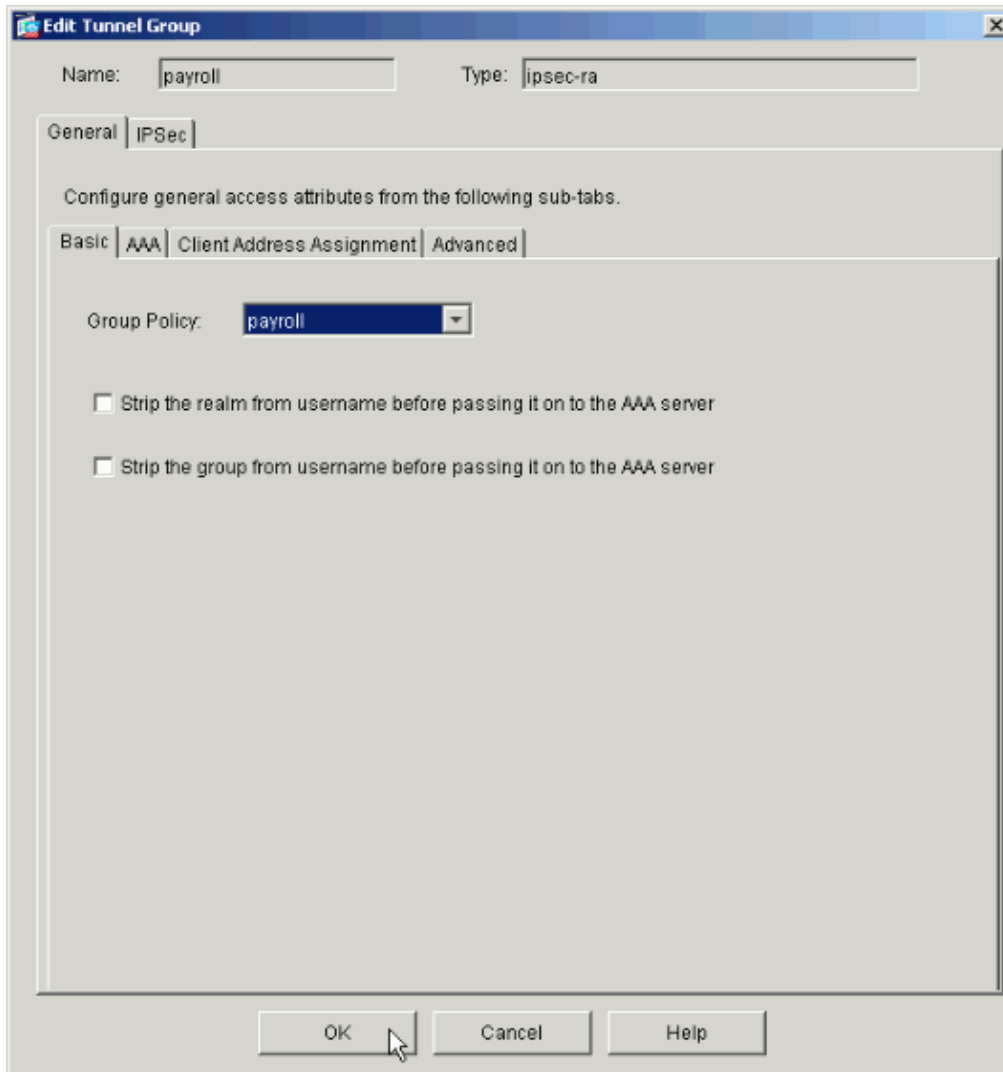 Edit Tunnel Group
Name: payroll Type: ipsec-ra
General IPSec
Configure general access attributes from the following sub-tabs.
Basic AAA Client Address Assignment Advanced
Group Policy: payroll
Strip the realm from username before passing it on to the AAA server
Strip the group from username before passing it on to the AAA server
OK Cancel Help